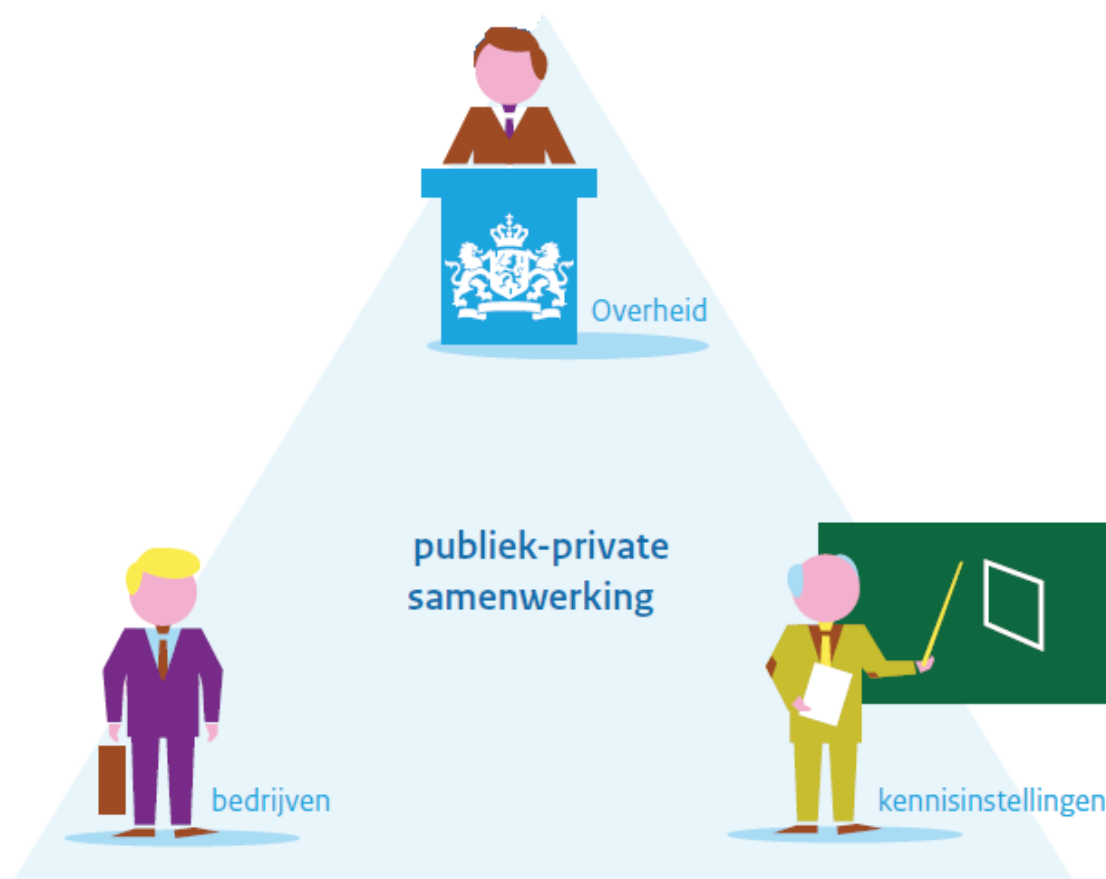 Overheid
publiek-private
samenwerking
bedrijven
kennisinstellingen